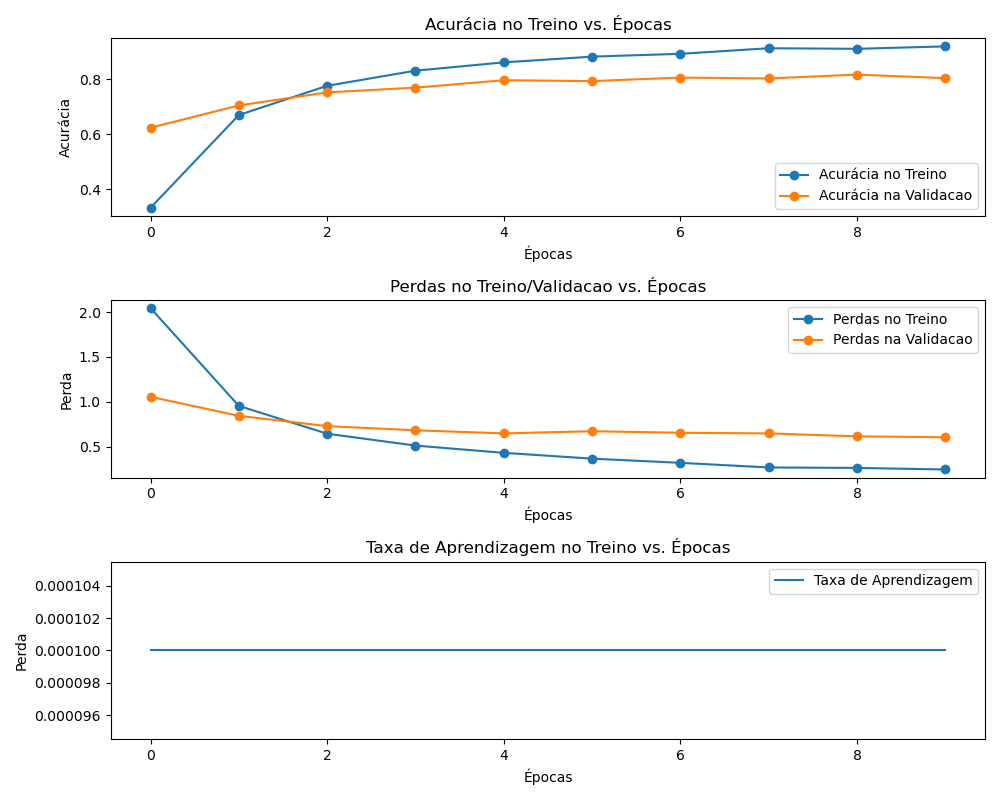 Acurácia no Treino vs. Épocas
Acurácia
0.8
0.6
0.4
Acurácia no Treino
Acurácia na Validacao
0 2 4 6 8
Épocas
Perdas no Treino/Validacao vs. Épocas
Perda
2.0
1.5
1.0
0.5
Perdas no Treino
Perdas na Validacao
0 2 4 6 8
Épocas
Taxa de Aprendizagem no Treino vs. Épocas
Perda
0.000104
0.000102
0.000100
0.000098
0.000096
Taxa de Aprendizagem
0 2 4 6 8
Épocas